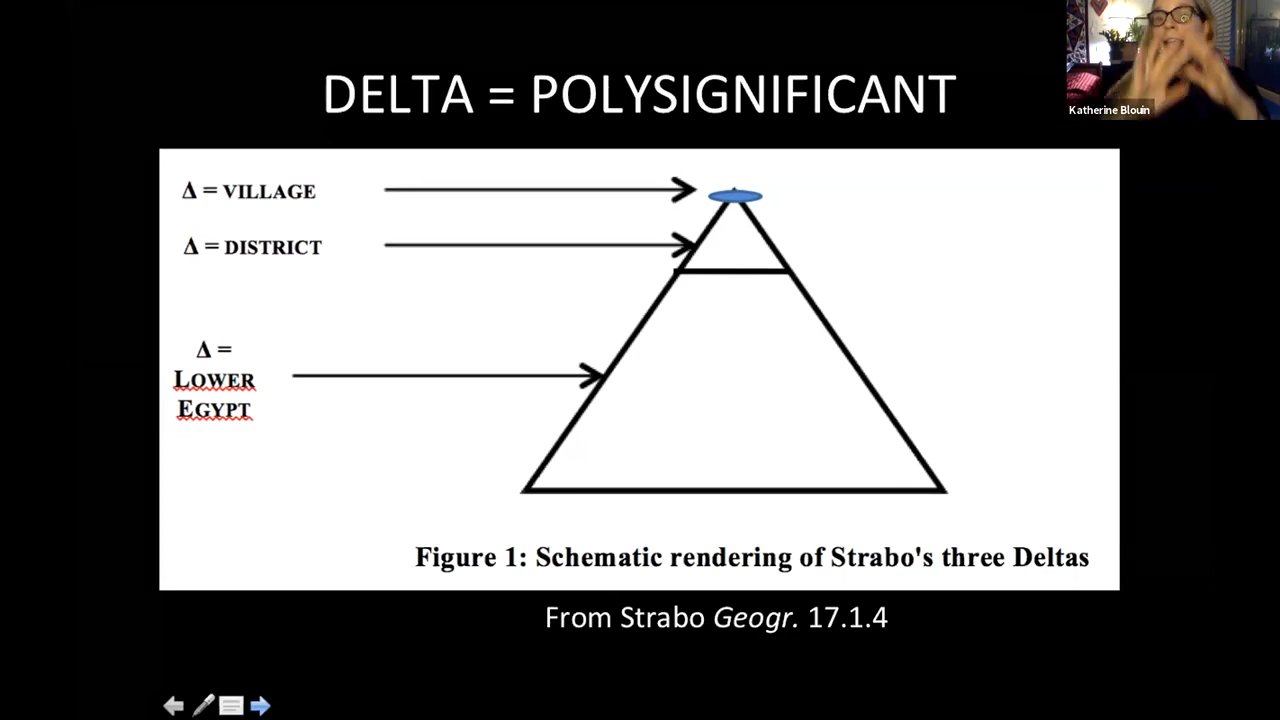 Katherine Blouin
DELTA = POLYSIGNIFICANT
Δ = VILLAGE
Δ = DISTRICT
Δ =
LOWER
EGYPT
Figure 1: Schematic rendering of Strabo's three Deltas
From Strabo Geogr. 17.1.4